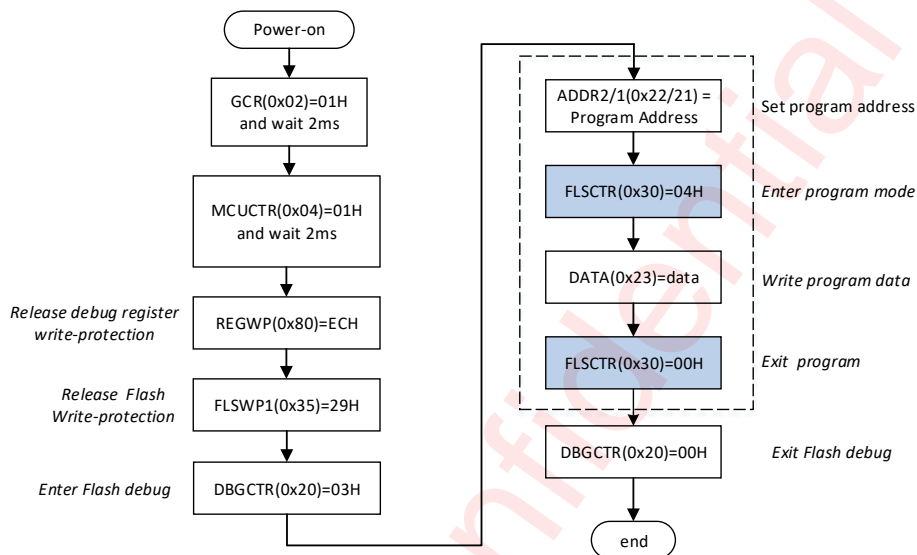 Power-on
GCR(0x02)=01H
and wait 2ms
MCUCTR(0x04)=01H
and wait 2ms
Release debug register
write-protection
REGWP(0x80)=ECH
Release Flash
Write-protection
FLSWP1(0x35)=29H
Enter Flash debug
DBGCTR(0x20)=03H
ADDR2/1(0x22/21) =
Program Address
Set program address
FLSCTR(0x30)=04H
Enter program mode
DATA(0x23)=data
Write program data
FLSCTR(0x30)=00H
Exit program
DBGCTR(0x20)=00H
Exit Flash debug
end
nfidential